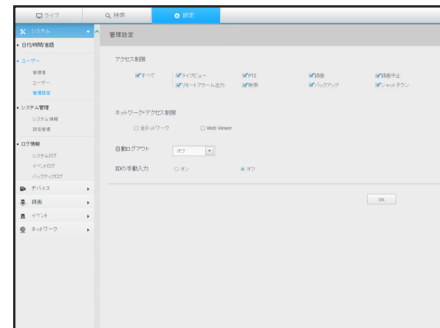 ライブ
検索
設定
システム
日付/時間/言語
ユーザー
管理者
ユーザー
管理設定
システム管理
システム情報
設定管理
ログ情報
システムログ
イベントログ
バックアップログ
デバイス
録画
イベント
ネットワーク
管理設定
アクセス制限
すべて ライブビュー PTZ 録画 録画中止
リモートアラーム出力 検索 バックアップ シャットダウン
ネットワーク・アクセス制限
全ネットワーク Web Viewer
自動ログアウト オフ
IDの手動入力 オン オフ
OK